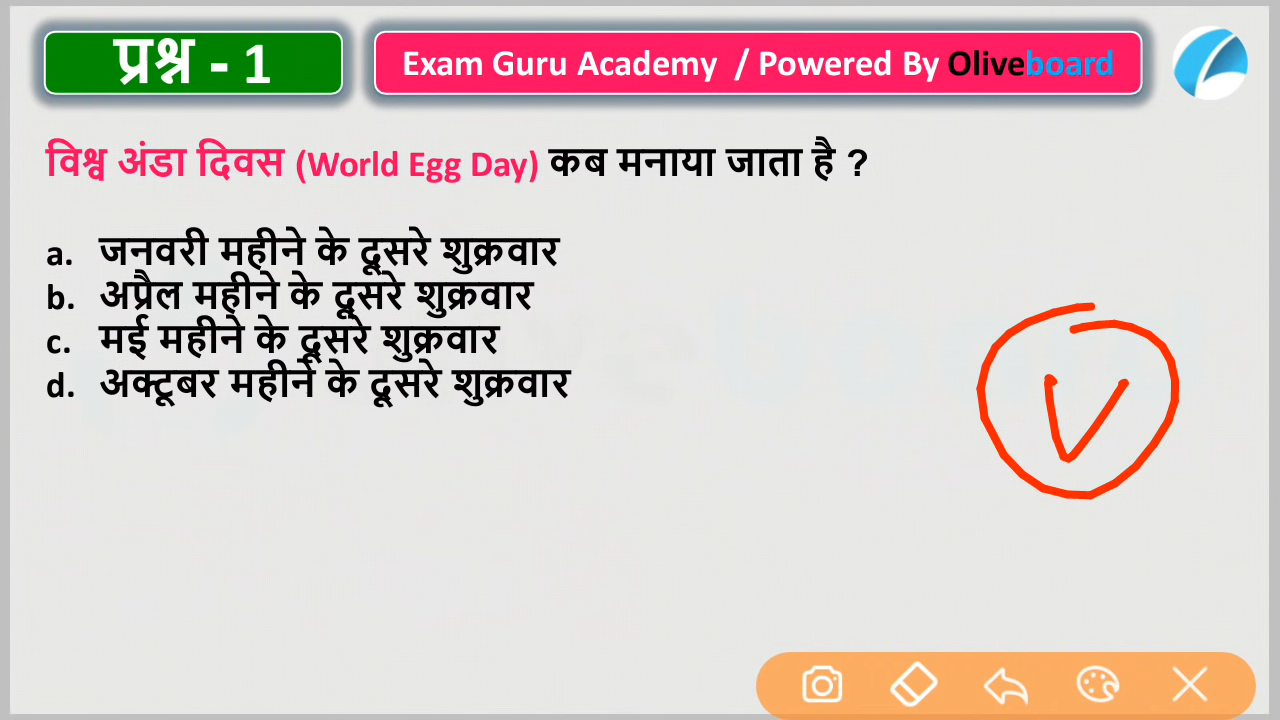 प्रश्न - 1
Exam Guru Academy / Powered By Oliveboard
विश्व अंडा दिवस (World Egg Day) कब मनाया जाता है ?
a. जनवरी महीने के दूसरे शुक्रवार
b. अप्रैल महीने के दूसरे शुक्रवार
c. मई महीने के दूसरे शुक्रवार
d. अक्टूबर महीने के दूसरे शुक्रवार